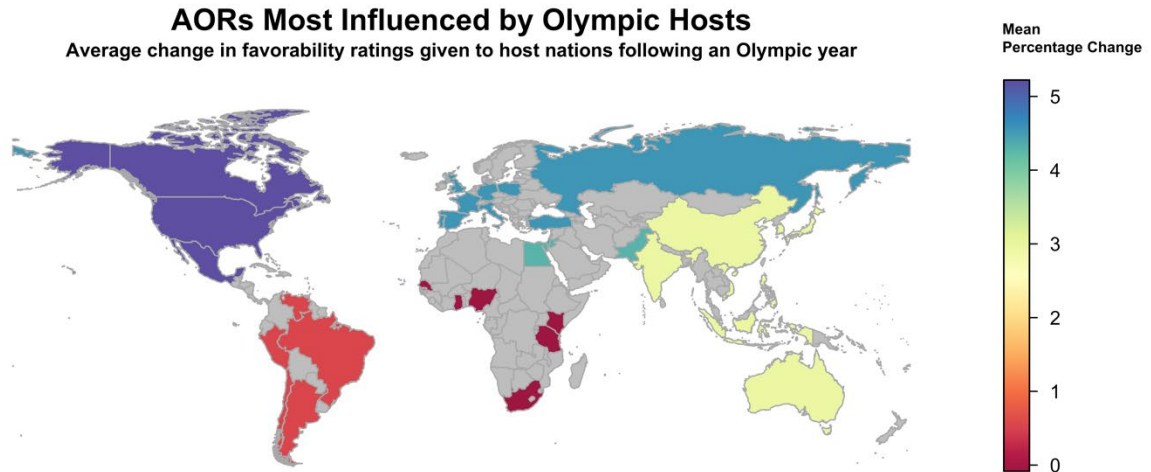 AORs Most Influenced by Olympic Hosts
Average change in favorability ratings given to host nations following an Olympic year
Mean
Percentage Change
5
4
3
2
1
0